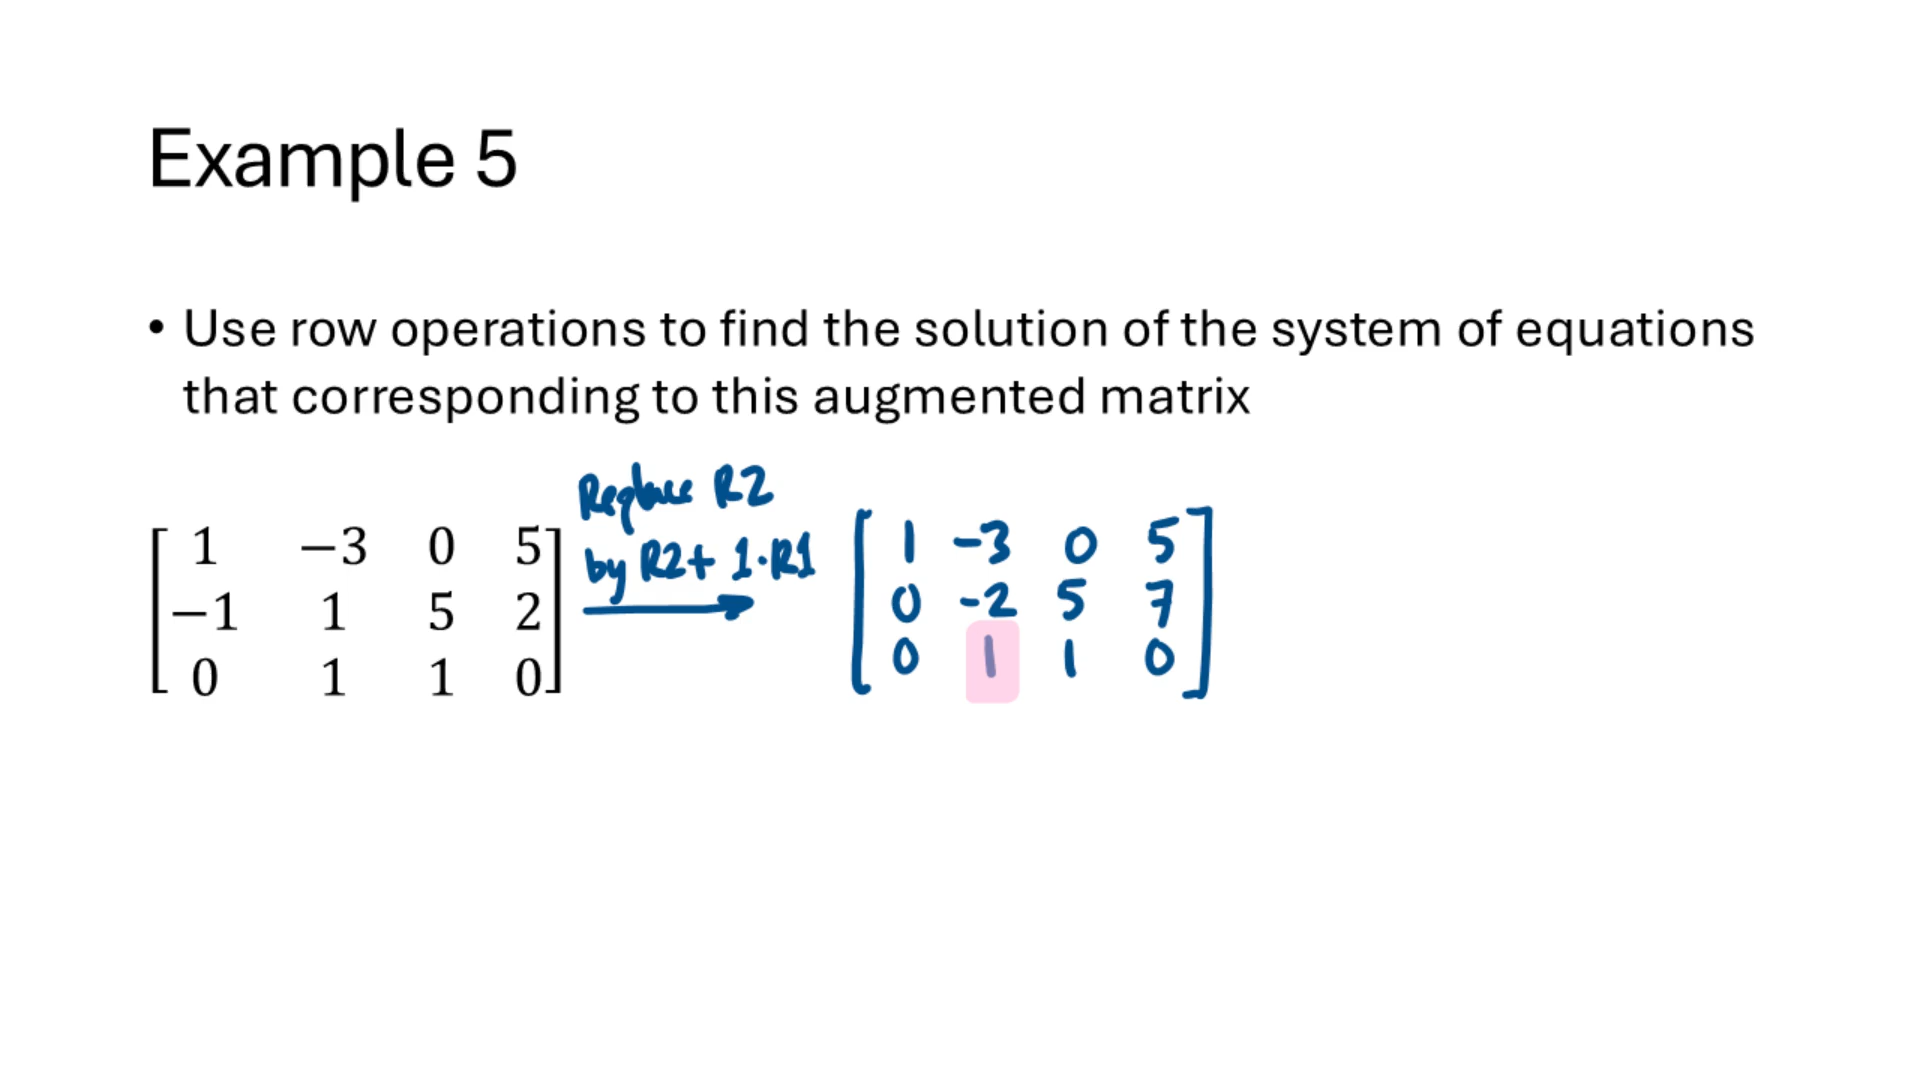 Example 5
• Use row operations to find the solution of the system of equations
that corresponding to this augmented matrix
Replace R2
by R2+ 1·R1
1 −3 0 5
−1 1 5 2
0 1 1 0
1 -3 0 5
0 -2 5 7
0 1 1 0